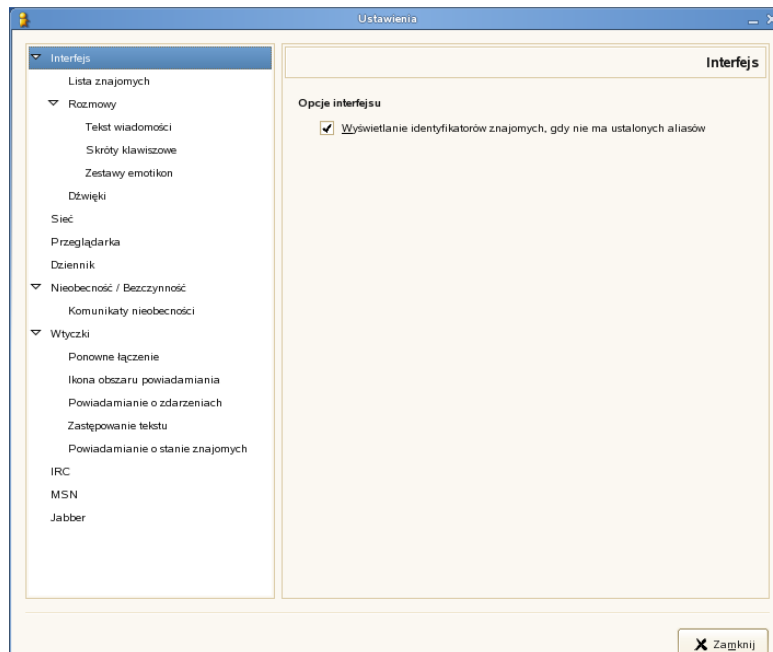 Ustawienia
Interfejs
Lista znajomych
Rozmowy
Tekst wiadomości
Skróty klawiszowe
Zestawy emotikon
Dźwięki
Sieć
Przeglądarka
Dziennik
Nieobecność / Bezczynność
Komunikaty nieobecności
Wtyczki
Ponowne łączenie
Ikona obszaru powiadamiania
Powiadamianie o zdarzeniach
Zastępowanie tekstu
Powiadamianie o stanie znajomych
IRC
MSN
Jabber
Interfejs
Opcje interfejsu
Wyświetlanie identyfikatorów znajomych, gdy nie ma ustalonych aliasów
Zamknij